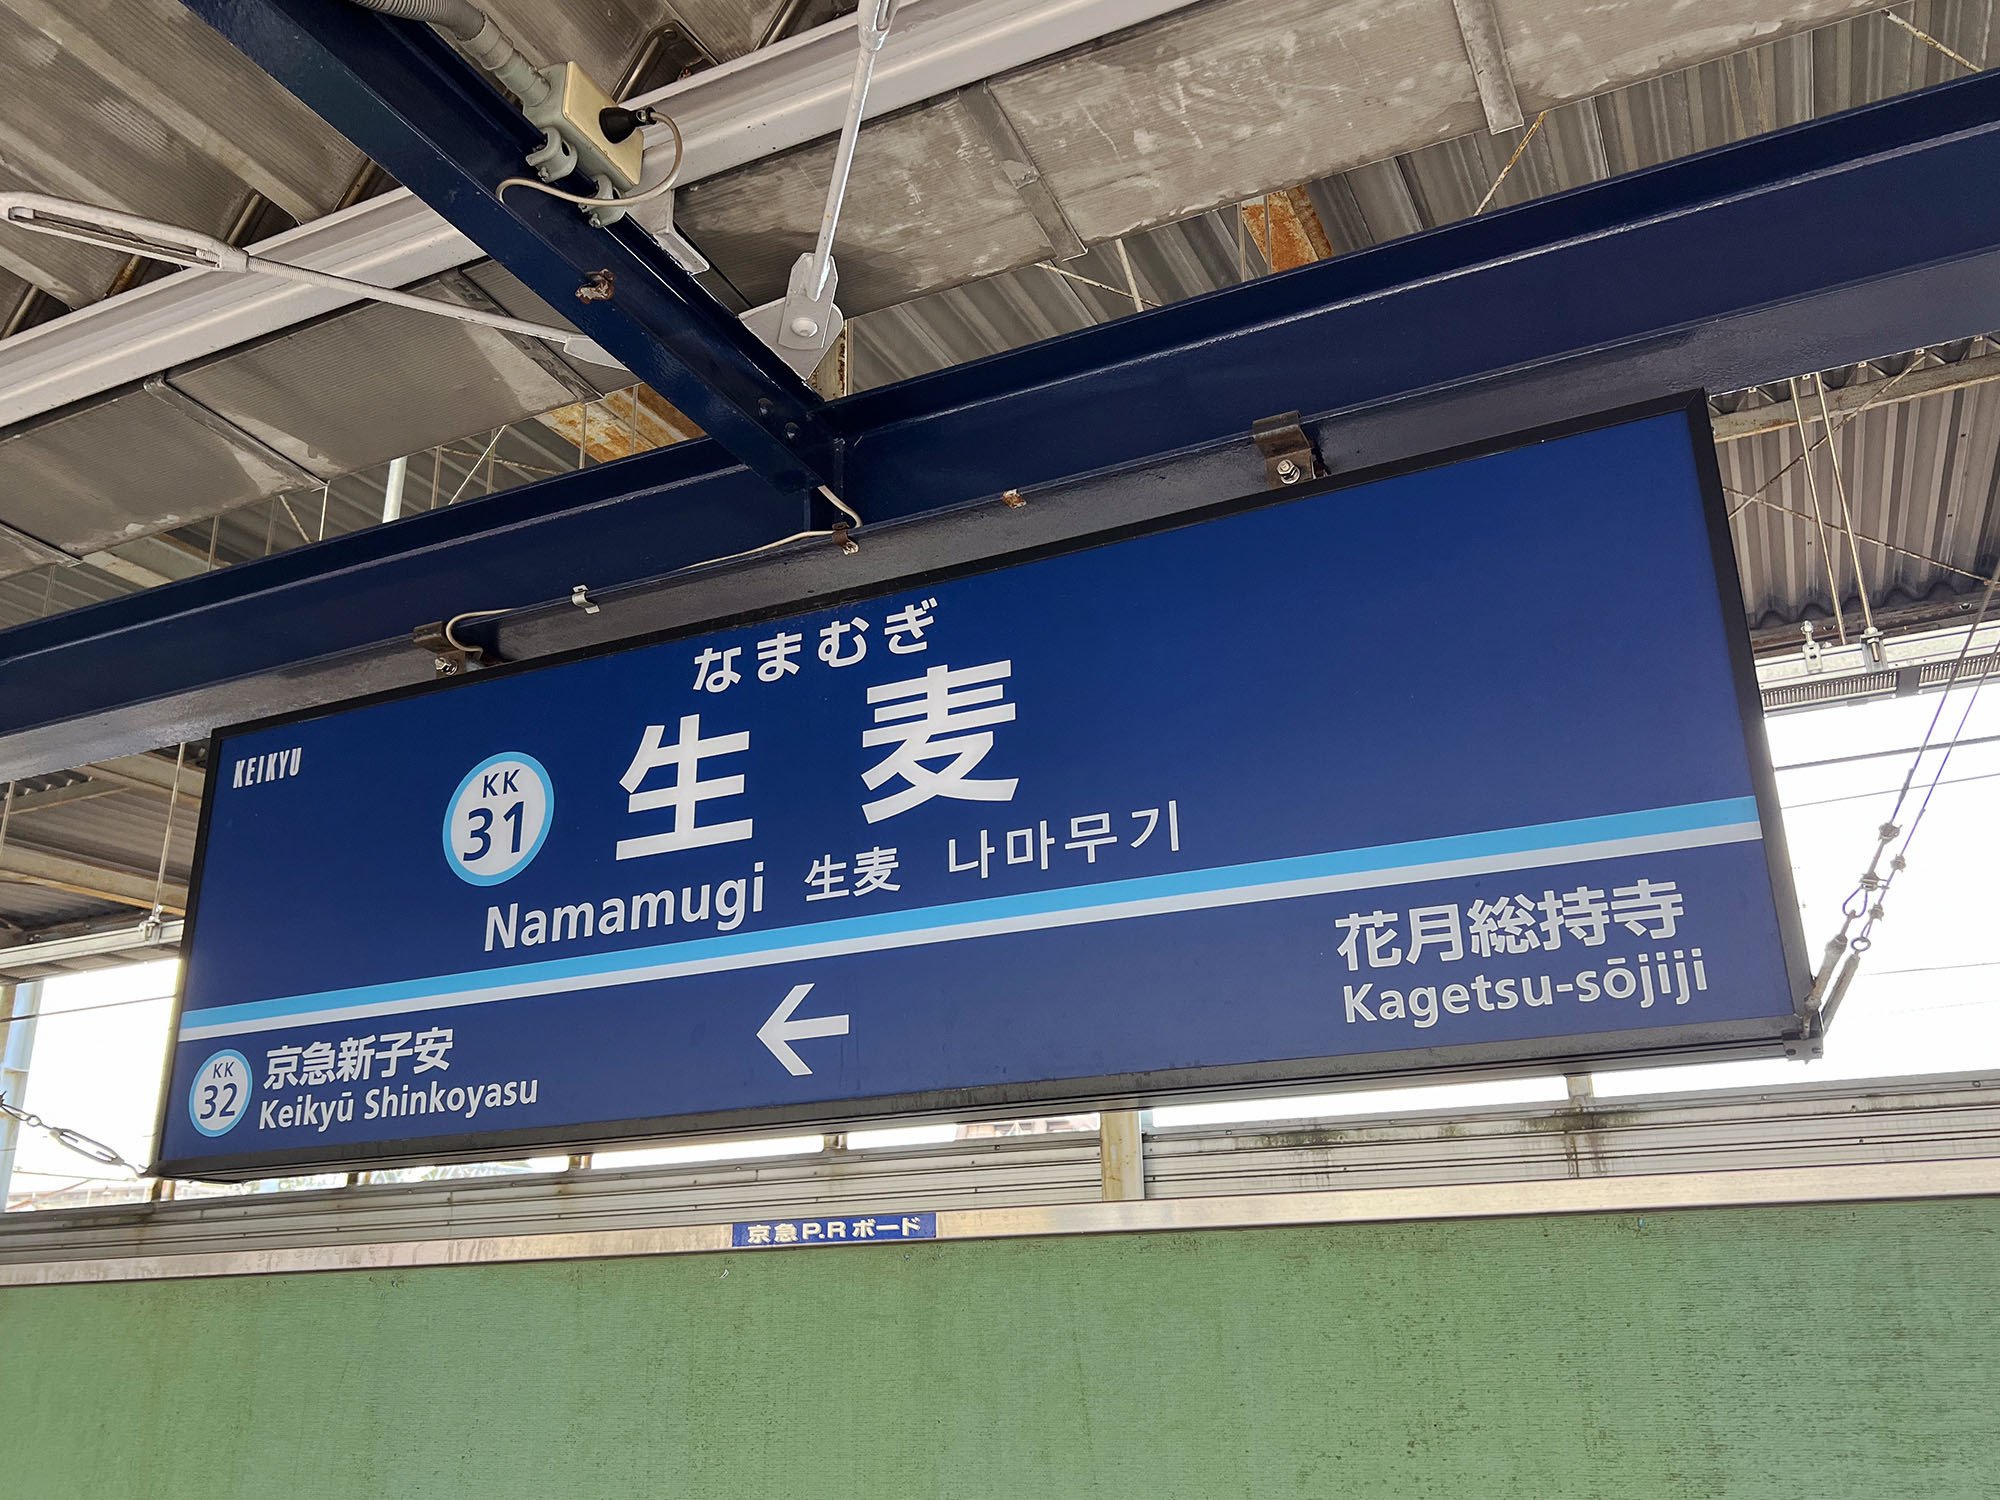 KEIKYU
なまむぎ
KK
31
生麦
Namamugi 生麦 나마무기
花月総持寺
Kagetsu-sōjiji
KK
32
京急新子安
Keikyū Shinkoyasu
京急P.Rボード